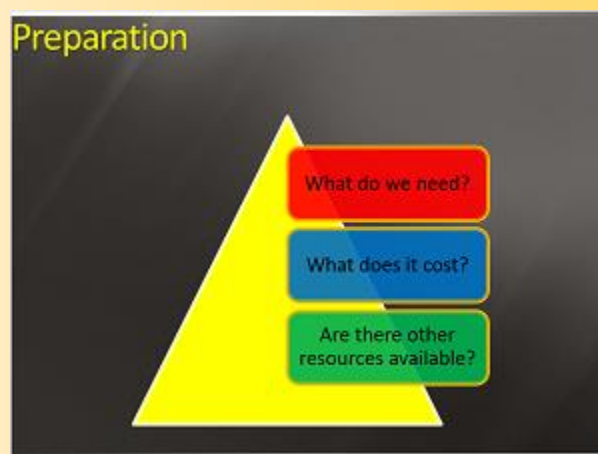 Preparation
What do we need?
What does it cost?
Are there other
resources available?